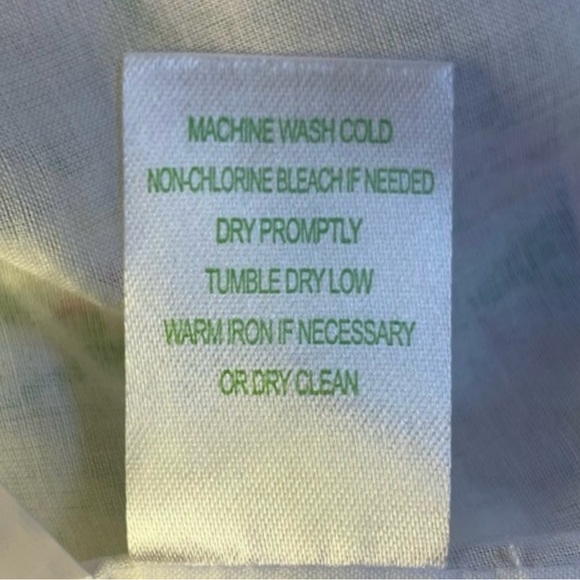 MACHINE WASH COLD
NON-CHLORINE BLEACH IF NEEDED
DRY PROMPTLY
TUMBLE DRY LOW
WARM IRON IF NECESSARY
OR DRY CLEAN